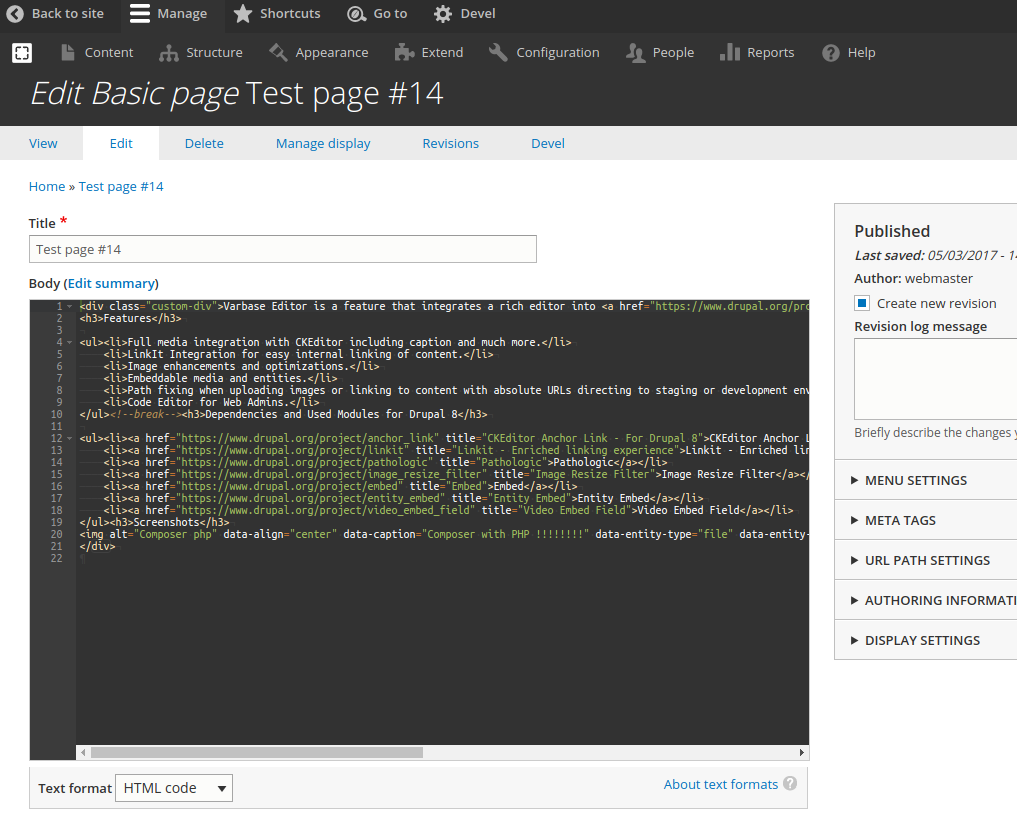 Back to site Manage Shortcuts Go to Devel
Content Structure Appearance Extend Configuration People Reports Help
Edit Basic page Test page #14
View Edit Delete Manage display Revisions Devel
Home » Test page #14
Title *
Test page #14
Body (Edit summary)
1 <div class="custom-div">Varbase Editor is a feature that integrates a rich editor into <a href="https://www.drupal.org/pro
2 <h3>Features</h3>
3
4 <ul><li>Full media integration with CKEditor including caption and much more.</li>
5 <li>LinkIt Integration for easy internal linking of content.</li>
6 <li>Image enhancements and optimizations.</li>
7 <li>Embeddable media and entities.</li>
8 <li>Path fixing when uploading images or linking to content with absolute URLs directing to staging or development env
9 <li>Code Editor for Web Admins.</li>
10 </ul><!--break--><h3>Dependencies and Used Modules for Drupal 8</h3>
11
12 <ul><li><a href="https://www.drupal.org/project/anchor_link" title="CKEditor Anchor Link - For Drupal 8">CKEditor Anchor L
13 <li><a href="https://www.drupal.org/project/linkit" title="Linkit - Enriched linking experience">Linkit - Enriched lin
14 <li><a href="https://www.drupal.org/project/pathologic" title="Pathologic">Pathologic</a></li>
15 <li><a href="https://www.drupal.org/project/image_resize_filter" title="Image Resize Filter">Image Resize Filter</a></
16 <li><a href="https://www.drupal.org/project/embed" title="Embed">Embed</a></li>
17 <li><a href="https://www.drupal.org/project/entity_embed" title="Entity Embed">Entity Embed</a></li>
18 <li><a href="https://www.drupal.org/project/video_embed_field" title="Video Embed Field">Video Embed Field</a></li>
19 </ul><h3>Screenshots</h3>
20 <img alt="Composer php" data-align="center" data-caption="Composer with PHP !!!!!!!!" data-entity-type="file" data-entity-
21 </div>
22
Text format HTML code
About text formats ?
Published
Last saved: 05/03/2017 - 14
Author: webmaster
Create new revision
Revision log message
Briefly describe the changes y
MENU SETTINGS
META TAGS
URL PATH SETTINGS
AUTHORING INFORMATI
DISPLAY SETTINGS